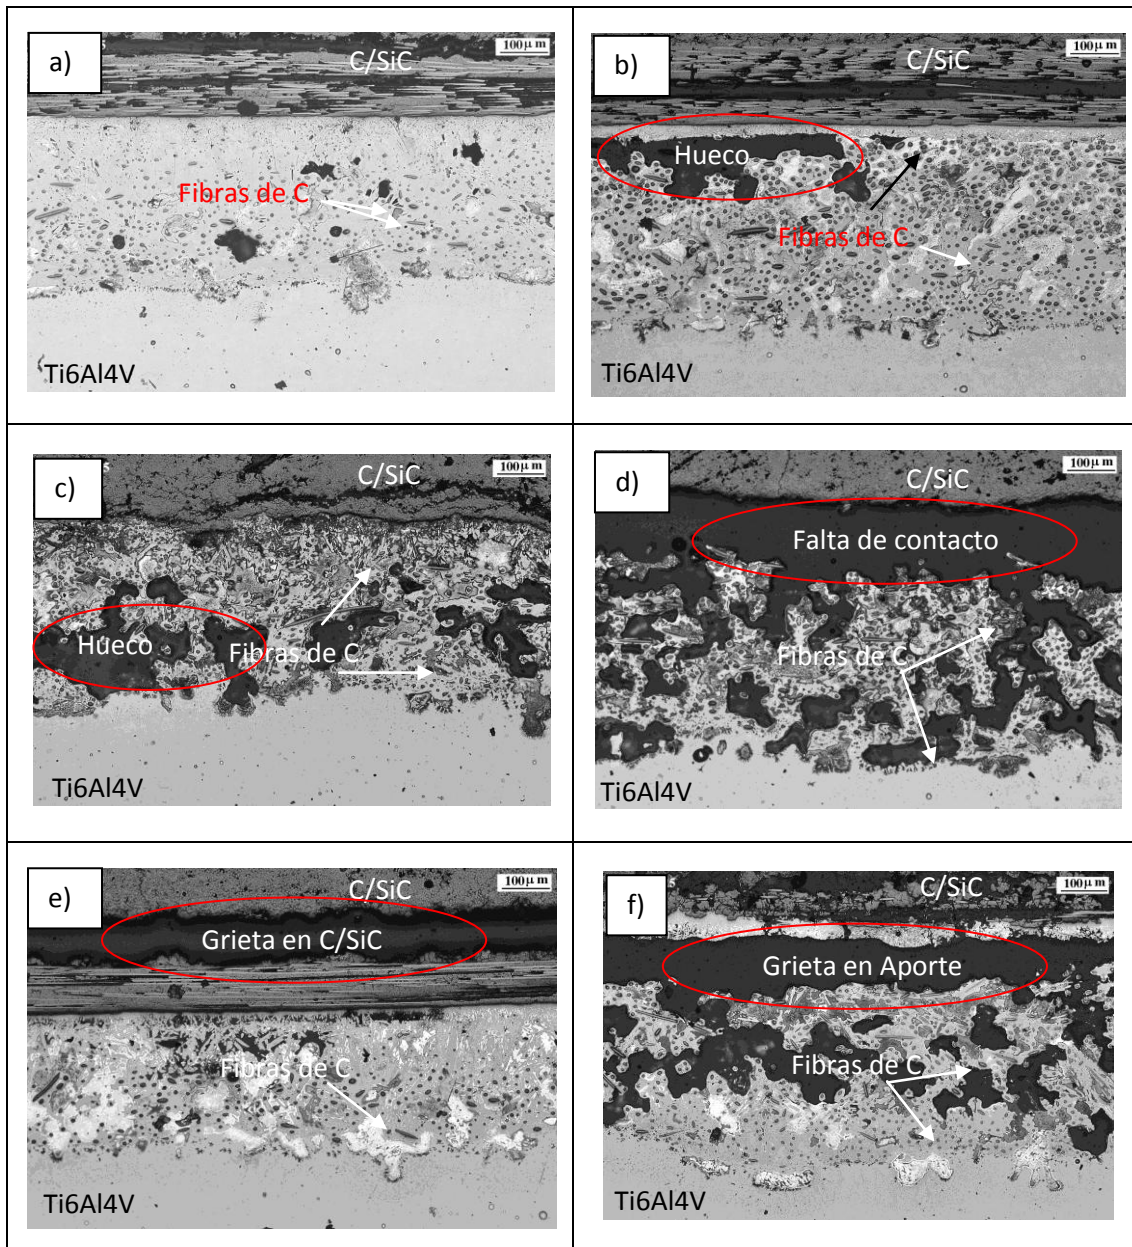 a)
100μm
C/SiC
Fibras de C
Ti6Al4V
b)
100μm
C/SiC
Hueco
Fibras de C
Ti6Al4V
c)
100μm
C/SiC
Hueco
Fibras de C
Ti6Al4V
d)
100μm
C/SiC
Falta de contacto
Fibras de C
Ti6Al4V
e)
100μm
C/SiC
Grieta en C/SiC
Fibras de C
Ti6Al4V
f)
100μm
C/SiC
Grieta en Aporte
Fibras de C
Ti6Al4V